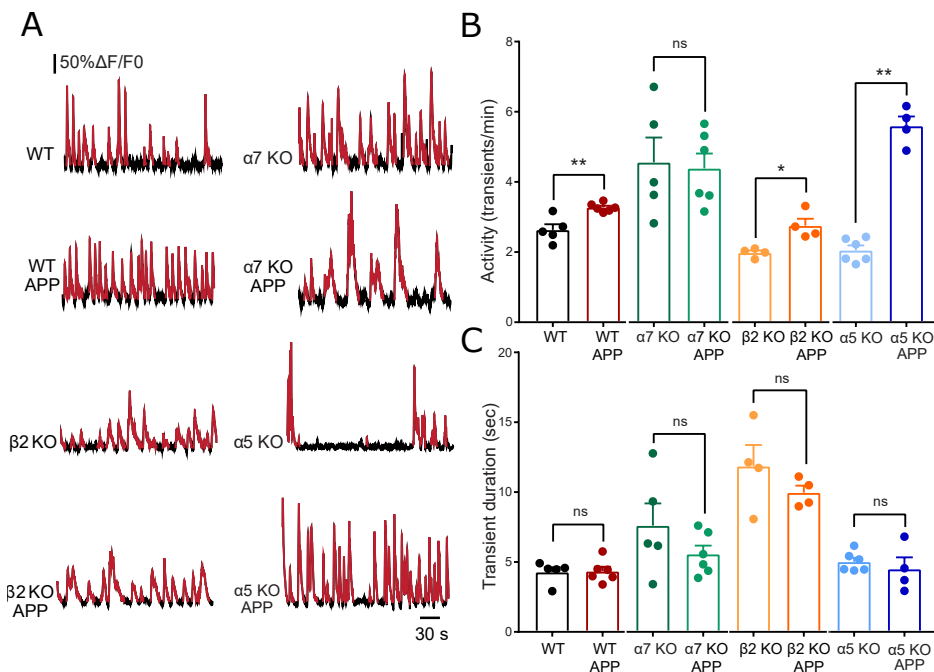 A
50%ΔF/F0
WT
α7 KO
WT
APP
α7 KO
APP
β2 KO
α5 KO
β2 KO
APP
α5 KO
APP
30 s
B
Activity (transients/min)
8
6
4
2
0
**
ns
*
**
WT
WT
APP
α7 KO
α7 KO
APP
β2 KO
β2 KO
APP
α5 KO
α5 KO
APP
C
Transient duration (sec)
20
15
10
5
0
ns
ns
ns
ns
WT
WT
APP
α7 KO
α7 KO
APP
β2 KO
β2 KO
APP
α5 KO
α5 KO
APP